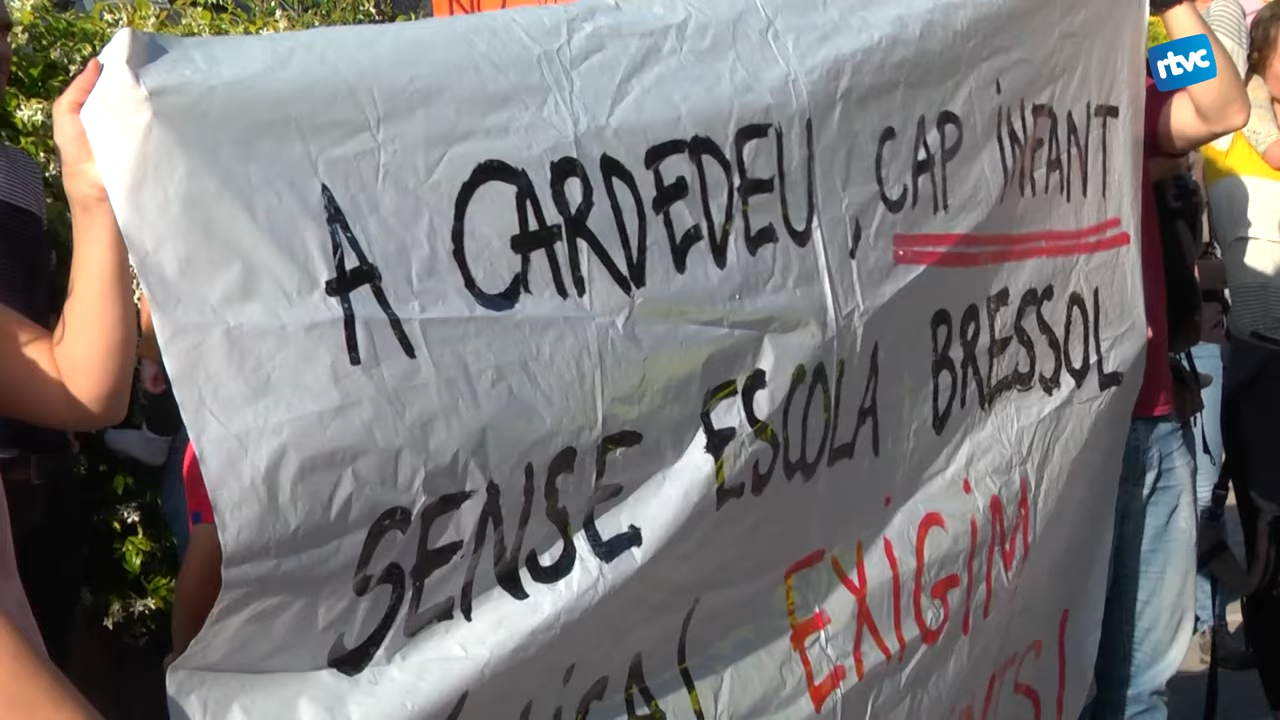 rtvc
A CARDEDEU, CAP INFANT
SENSE ESCOLA BRESSOL
EXIGIM